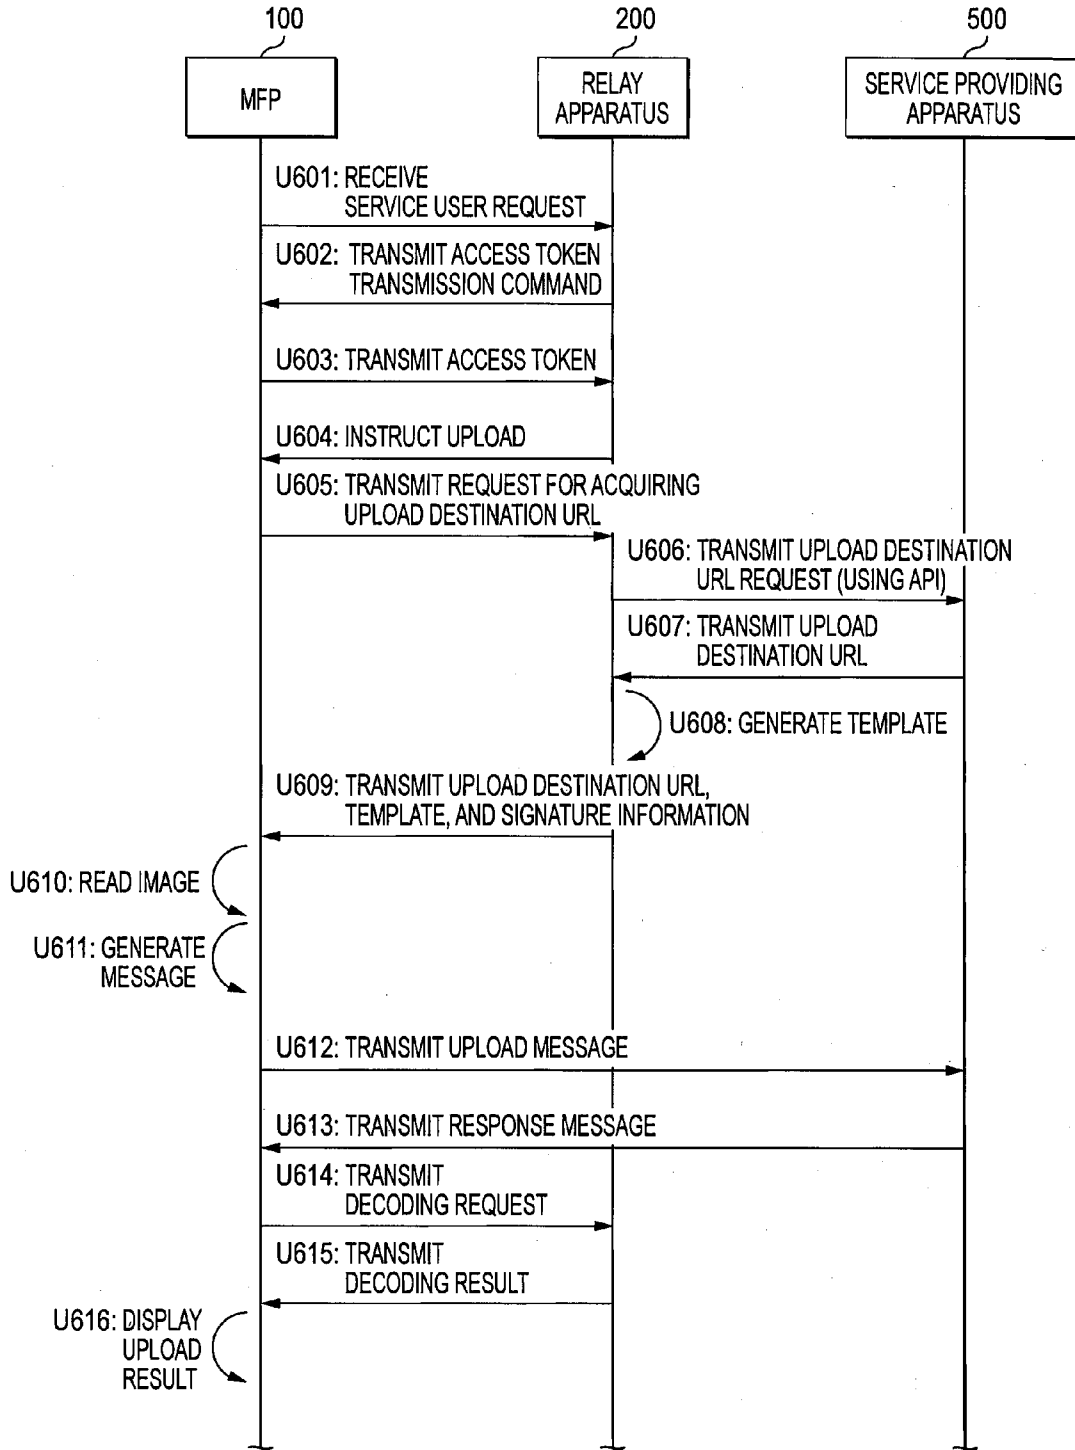 100
200
500
MFP
RELAY
APPARATUS
SERVICE PROVIDING
APPARATUS
U601: RECEIVE
SERVICE USER REQUEST
U602: TRANSMIT ACCESS TOKEN
TRANSMISSION COMMAND
U603: TRANSMIT ACCESS TOKEN
U604: INSTRUCT UPLOAD
U605: TRANSMIT REQUEST FOR ACQUIRING
UPLOAD DESTINATION URL
U606: TRANSMIT UPLOAD DESTINATION
URL REQUEST (USING API)
U607: TRANSMIT UPLOAD
DESTINATION URL
U608: GENERATE TEMPLATE
U609: TRANSMIT UPLOAD DESTINATION URL,
TEMPLATE, AND SIGNATURE INFORMATION
U610: READ IMAGE
U611: GENERATE
MESSAGE
U612: TRANSMIT UPLOAD MESSAGE
U613: TRANSMIT RESPONSE MESSAGE
U614: TRANSMIT
DECODING REQUEST
U615: TRANSMIT
DECODING RESULT
U616: DISPLAY
UPLOAD
RESULT